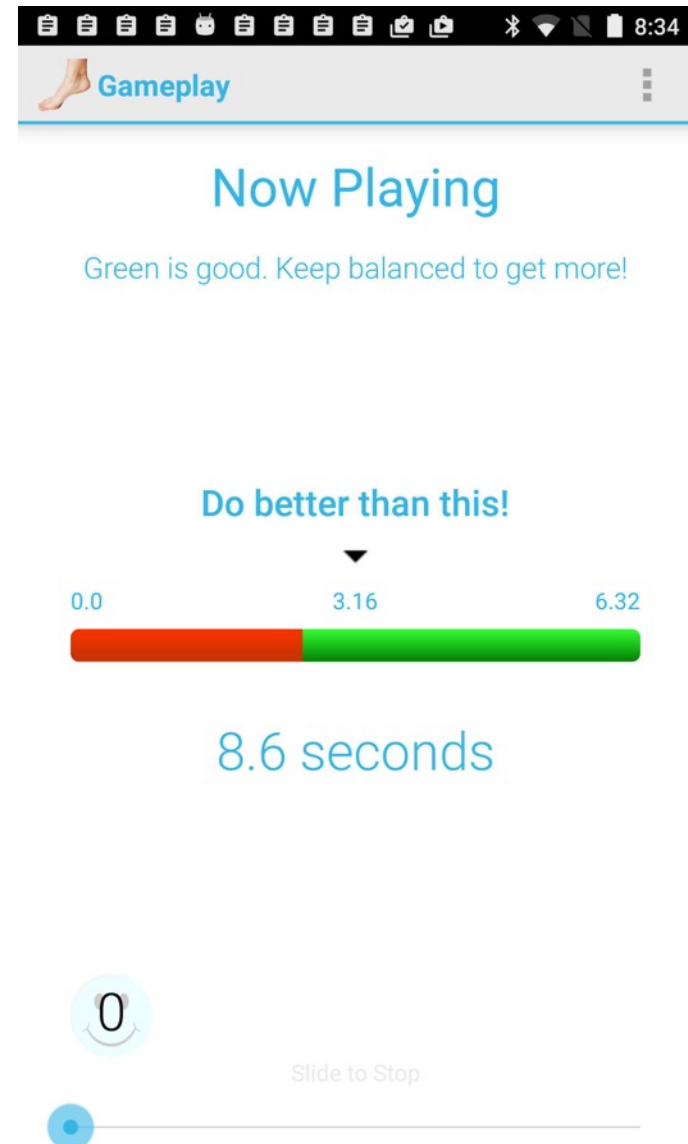 8:34
Gameplay
Now Playing
Green is good. Keep balanced to get more!
Do better than this!
0.0 3.16 6.32
8.6 seconds
0
Slide to Stop